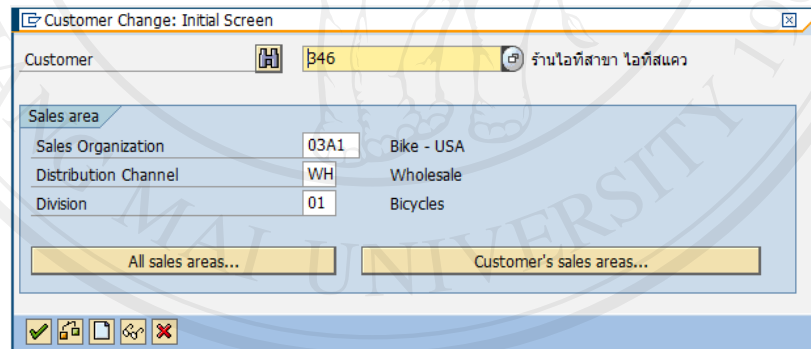 Customer Change: Initial Screen
Customer 346 ร้านไอทีสาขา ไอทีสแคว
Sales area
Sales Organization 03A1 Bike - USA
Distribution Channel WH Wholesale
Division 01 Bicycles
All sales areas... Customer's sales areas...